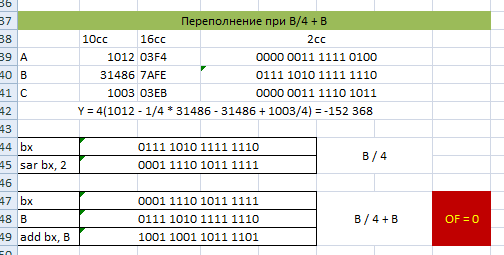 36
37 Переполнение при B/4 + B
38 10сс 16сс 2сс
39 A 1012 03F4 0000 0011 1111 0100
40 B 31486 7AFE 0111 1010 1111 1110
41 C 1003 03EB 0000 0011 1110 1011
42 Y = 4(1012 - 1/4 * 31486 - 31486 + 1003/4) = -152 368
43
44 bx 0111 1010 1111 1110
45 sar bx, 2 0001 1110 1011 1111 B / 4
46
47 bx 0001 1110 1011 1111
48 B 0111 1010 1111 1110 B / 4 + B OF = 0
49 add bx, B 1001 1001 1011 1101
50